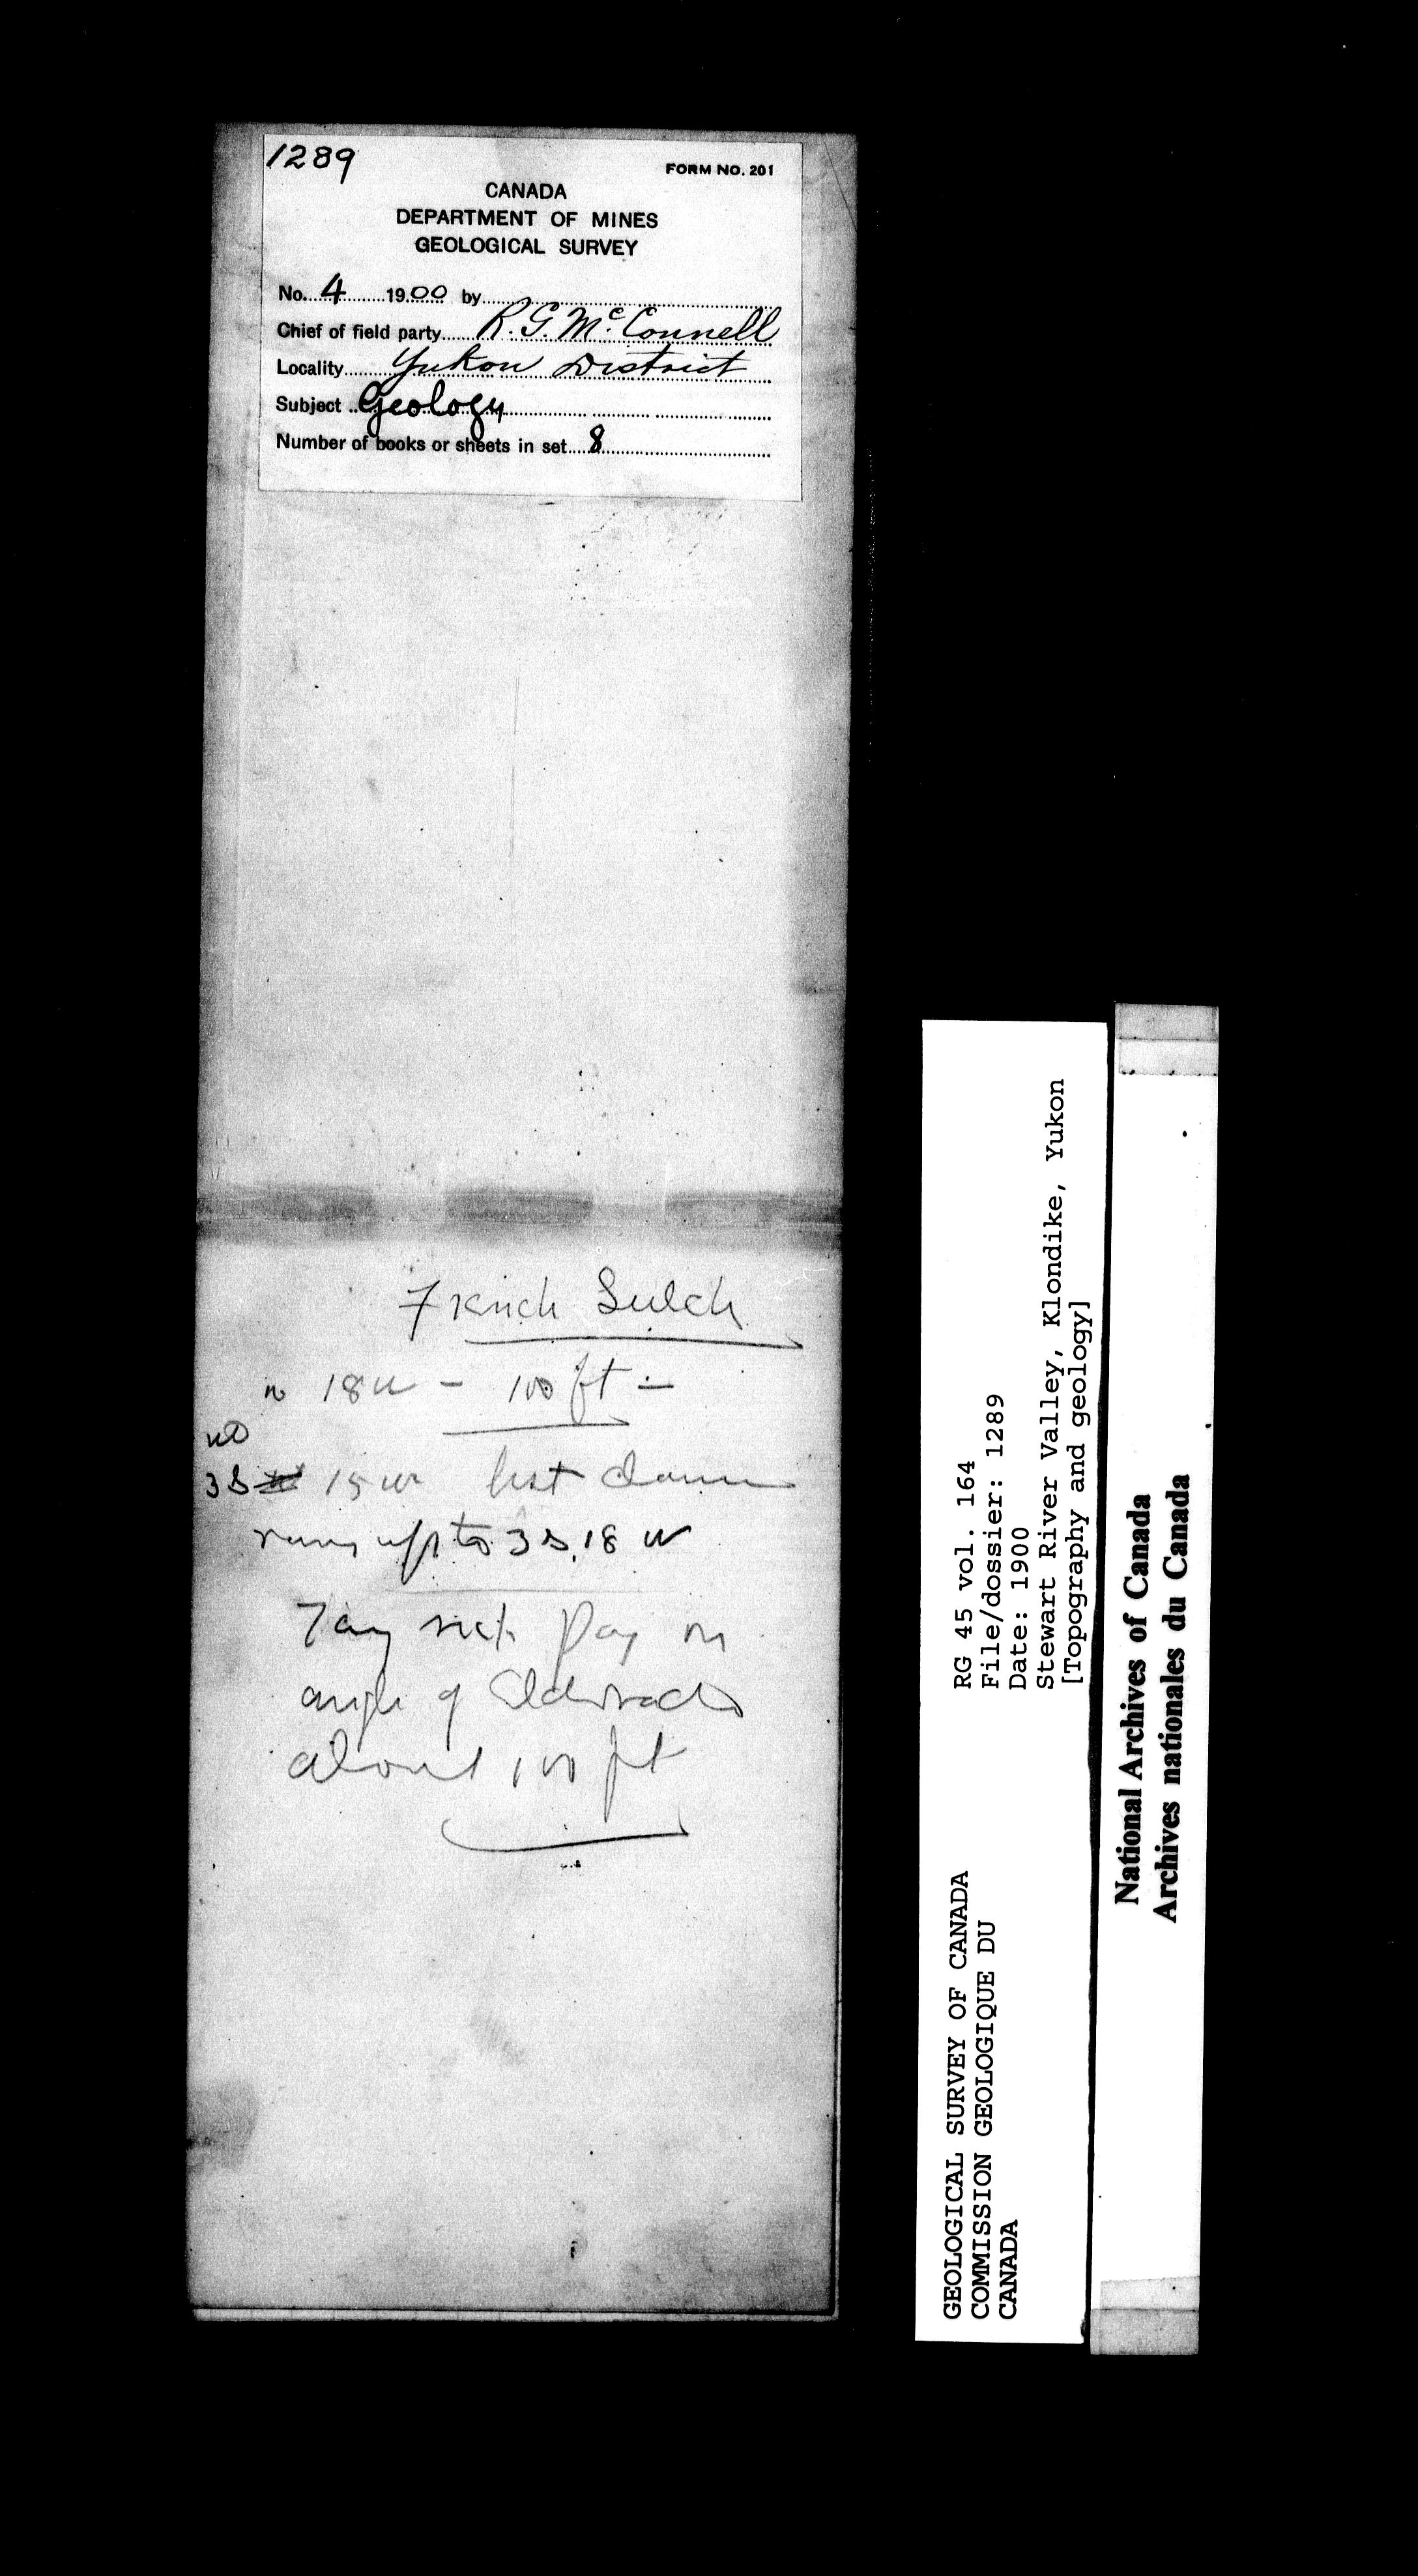 1289
FORM NO. 201
CANADA
DEPARTMENT OF MINES
GEOLOGICAL SURVEY
No. 4 1900 by
Chief of field party R. G. McConnell
Locality Yukon District
Subject Geology
Number of books or sheets in set 8
French Gulch
18 - 100 ft -
15 w
runs up to 3 S, 18 w
rich Pay on
angle of Eldorado
about 100 ft
RG 45 vol. 164
File/dossier: 1289
Date: 1900
Stewart River Valley, Klondike, Yukon
[Topography and geology]
GEOLOGICAL SURVEY OF CANADA
COMMISSION GEOLOGIQUE DU
CANADA
National Archives of Canada
Archives nationales du Canada